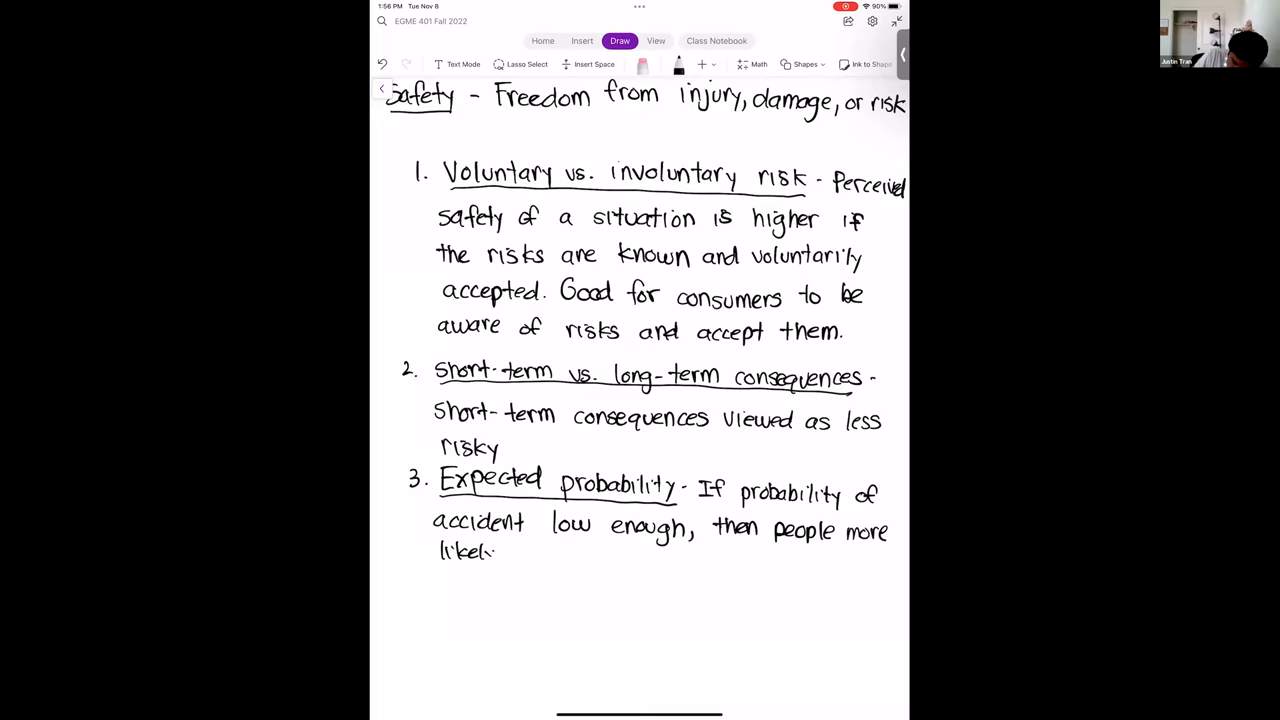 1:56 PM Tue Nov 8
90%
EGME 401 Fall 2022
Home Insert Draw View Class Notebook
Text Mode Lasso Select Insert Space Math Shapes Ink to Shape
Justin Tran
Safety - Freedom from injury, damage, or risk
1. Voluntary vs. involuntary risk - Perceived
safety of a situation is higher if
the risks are known and voluntarily
accepted. Good for consumers to be
aware of risks and accept them.
2. Short-term vs. long-term consequences -
Short-term consequences viewed as less
risky
3. Expected probability - If probability of
accident low enough, then people more
likely